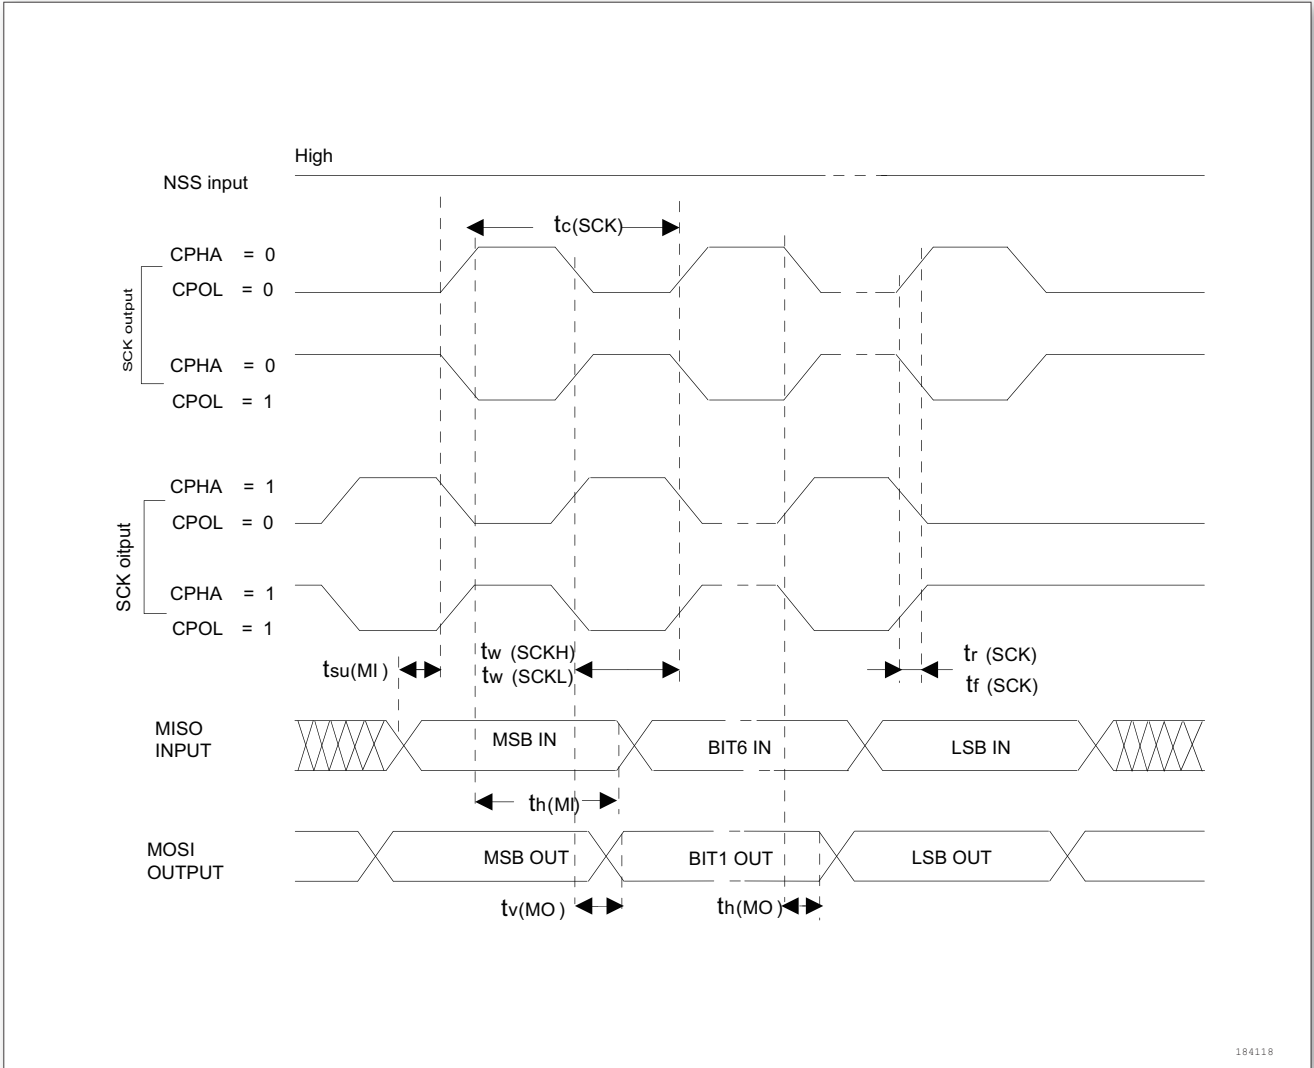 High
NSS input
tc(SCK)
CPHA = 0
CPOL = 0
SCK output
CPHA = 0
CPOL = 1
CPHA = 1
CPOL = 0
SCK oitput
CPHA = 1
CPOL = 1
tsu(MI)
tw (SCKH)
tw (SCKL)
tr (SCK)
tf (SCK)
MISO
INPUT
MSB IN
BIT6 IN
LSB IN
th(MI)
MOSI
OUTPUT
MSB OUT
BIT1 OUT
LSB OUT
tv(MO)
th(MO)
184118